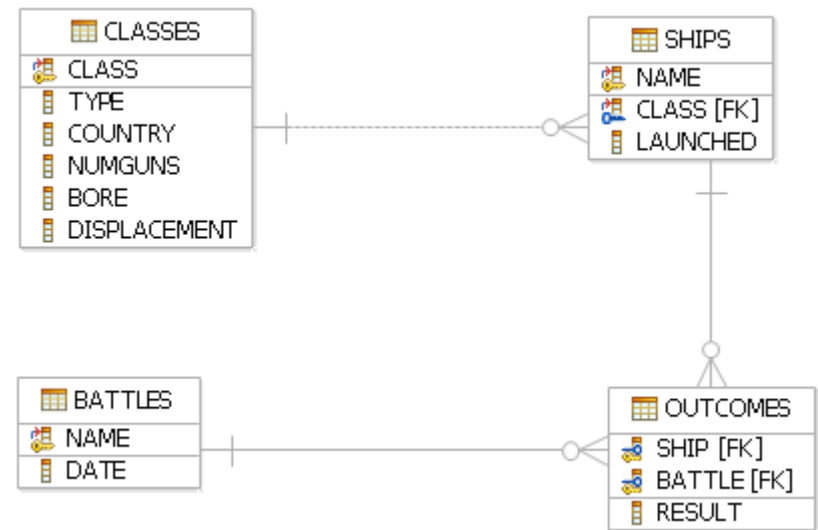 CLASSES
CLASS
TYPE
COUNTRY
NUMGUNS
BORE
DISPLACEMENT
SHIPS
NAME
CLASS [FK]
LAUNCHED
BATTLES
NAME
DATE
OUTCOMES
SHIP [FK]
BATTLE [FK]
RESULT